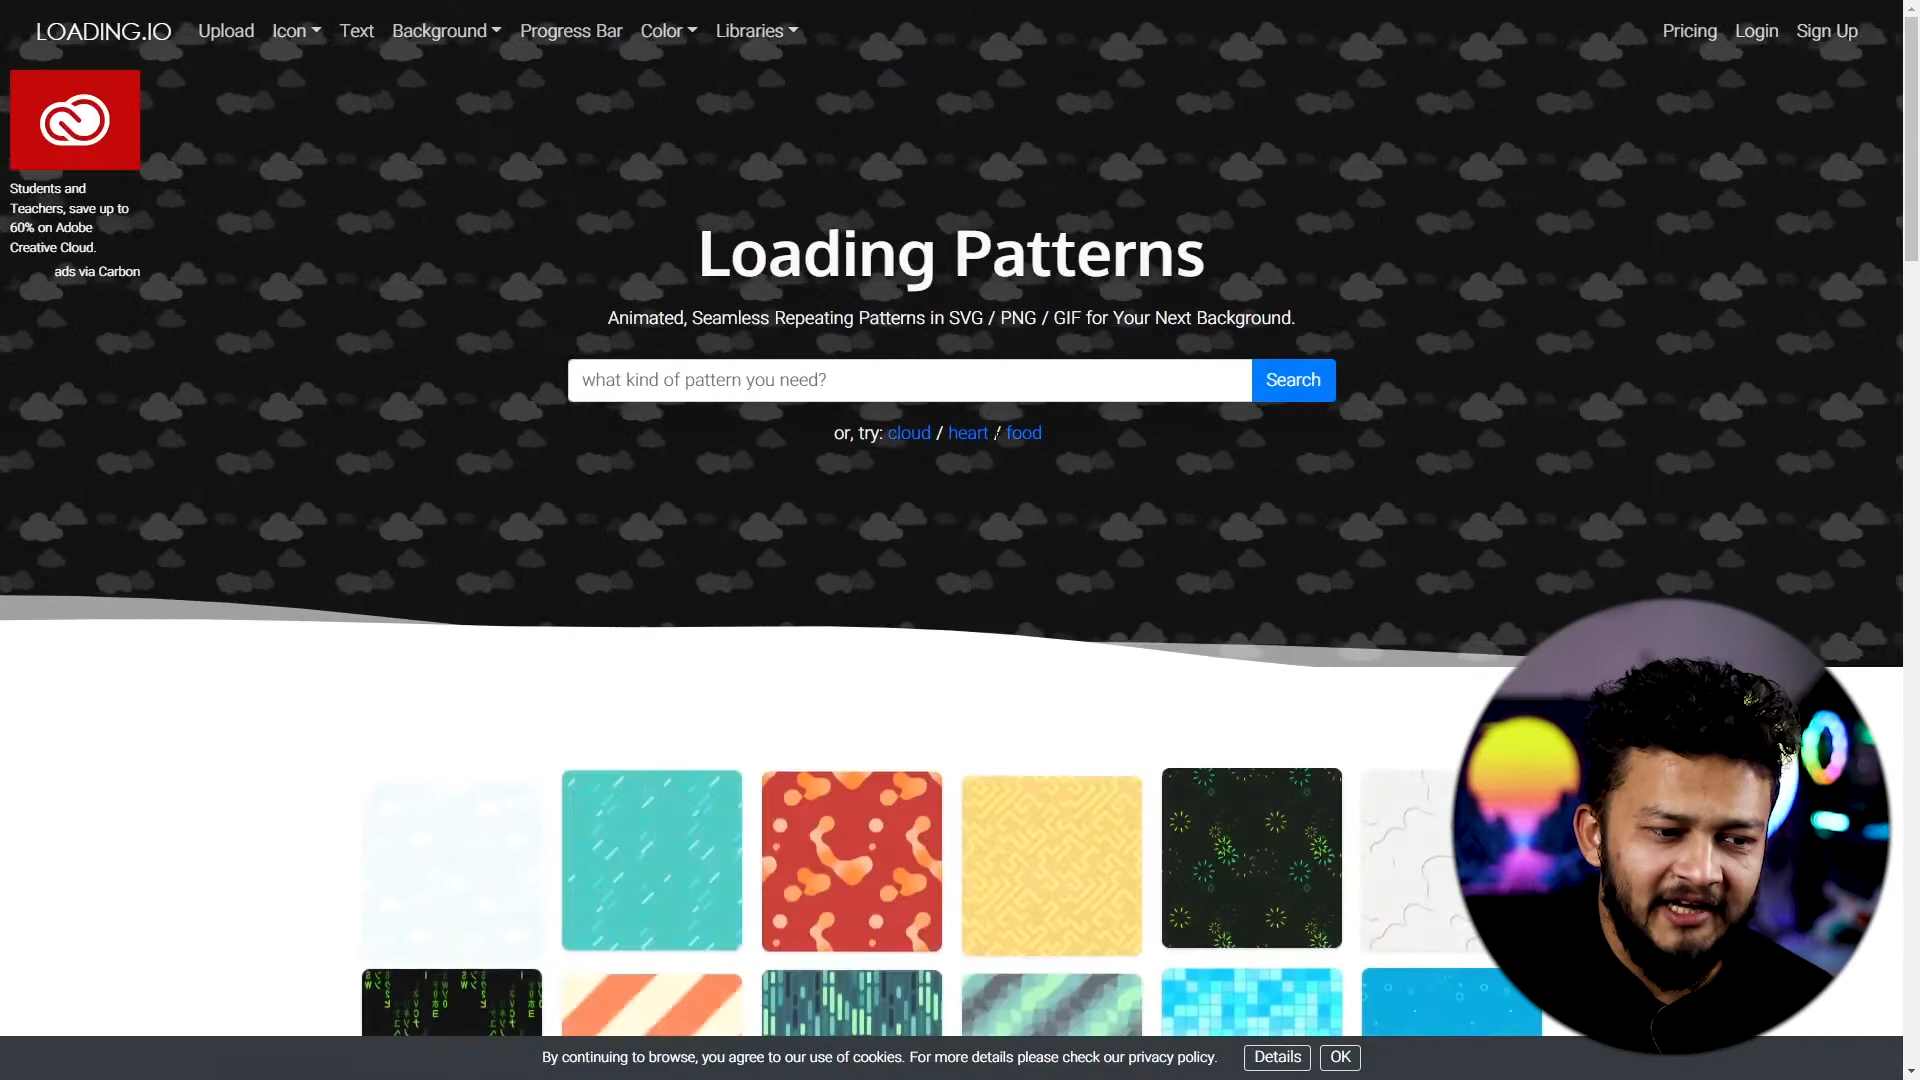 LOADING.IO Upload Icon Text Background Progress Bar Color Libraries Pricing Login Sign Up
Students and
Teachers, save up to
60% on Adobe
Creative Cloud.
ads via Carbon
Loading Patterns
Animated, Seamless Repeating Patterns in SVG / PNG / GIF for Your Next Background.
what kind of pattern you need? Search
or, try: cloud / heart / food
By continuing to browse, you agree to our use of cookies. For more details please check our privacy policy. Details OK